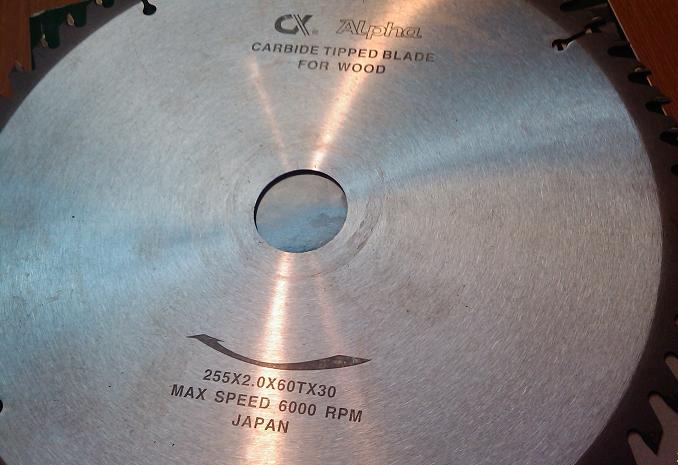 CX. Alpha
CARBIDE TIPPED BLADE
FOR WOOD
255X2.0X60TX30
MAX SPEED 6000 RPM
JAPAN